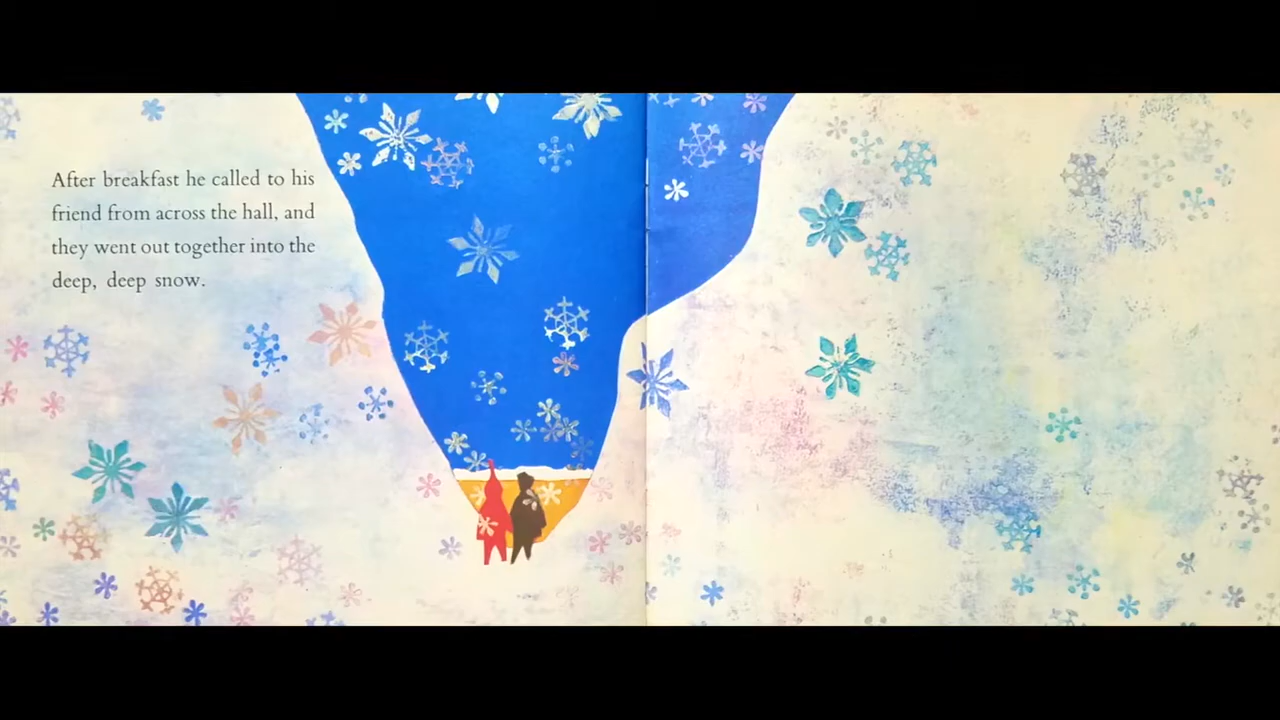 After breakfast he called to his
friend from across the hall, and
they went out together into the
deep, deep snow.